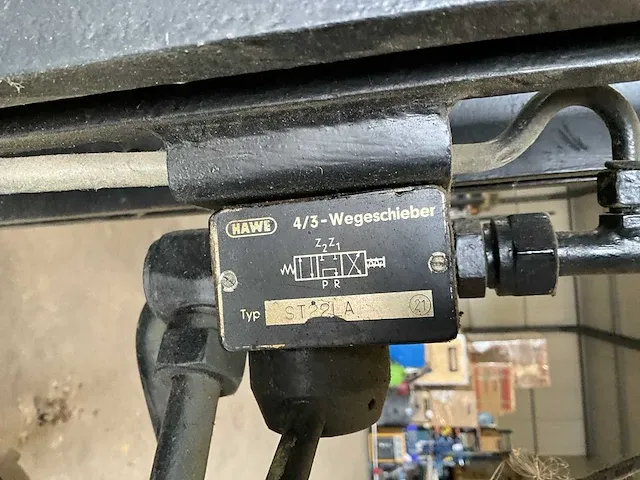 HAWE 4/3-Wegeschieber
Z2 Z1
P R
Typ ST22LA 21